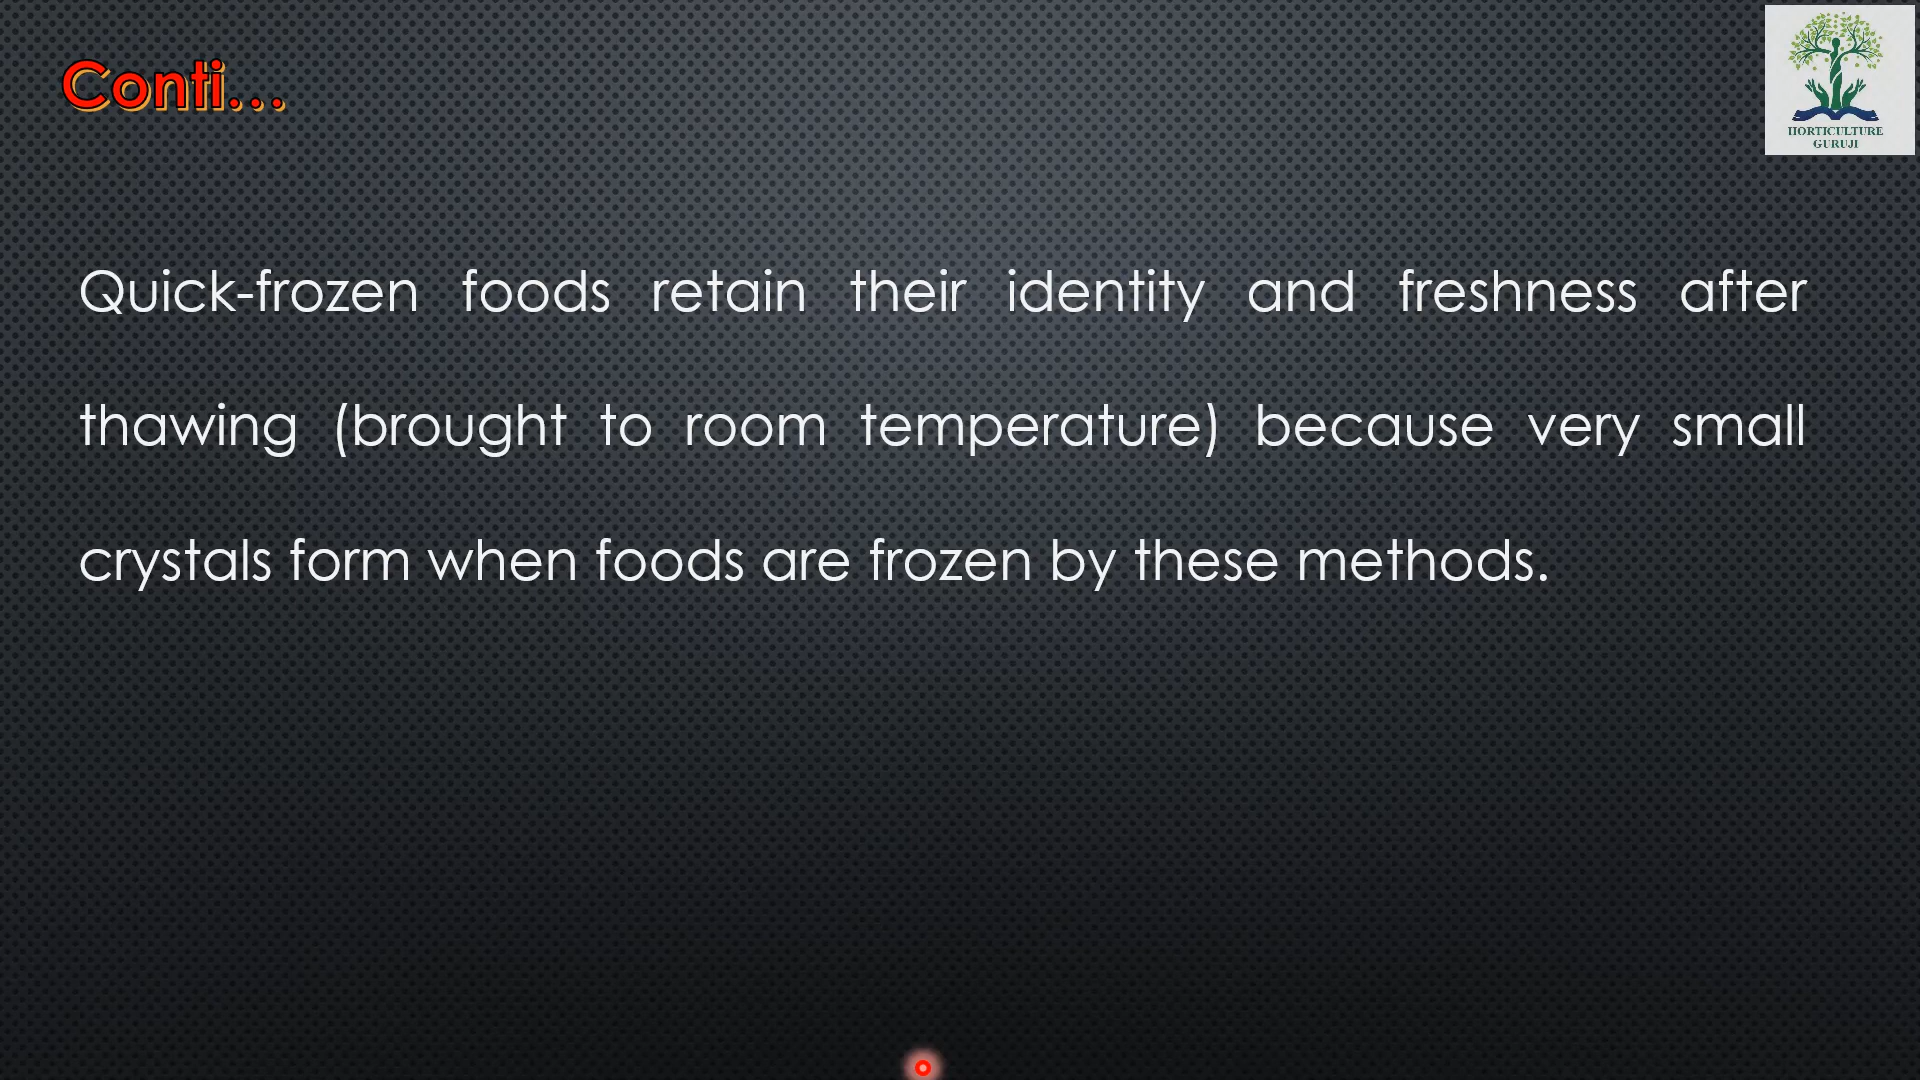 Conti...
HORTICULTURE
GURUJI
Quick-frozen foods retain their identity and freshness after
thawing (brought to room temperature) because very small
crystals form when foods are frozen by these methods.